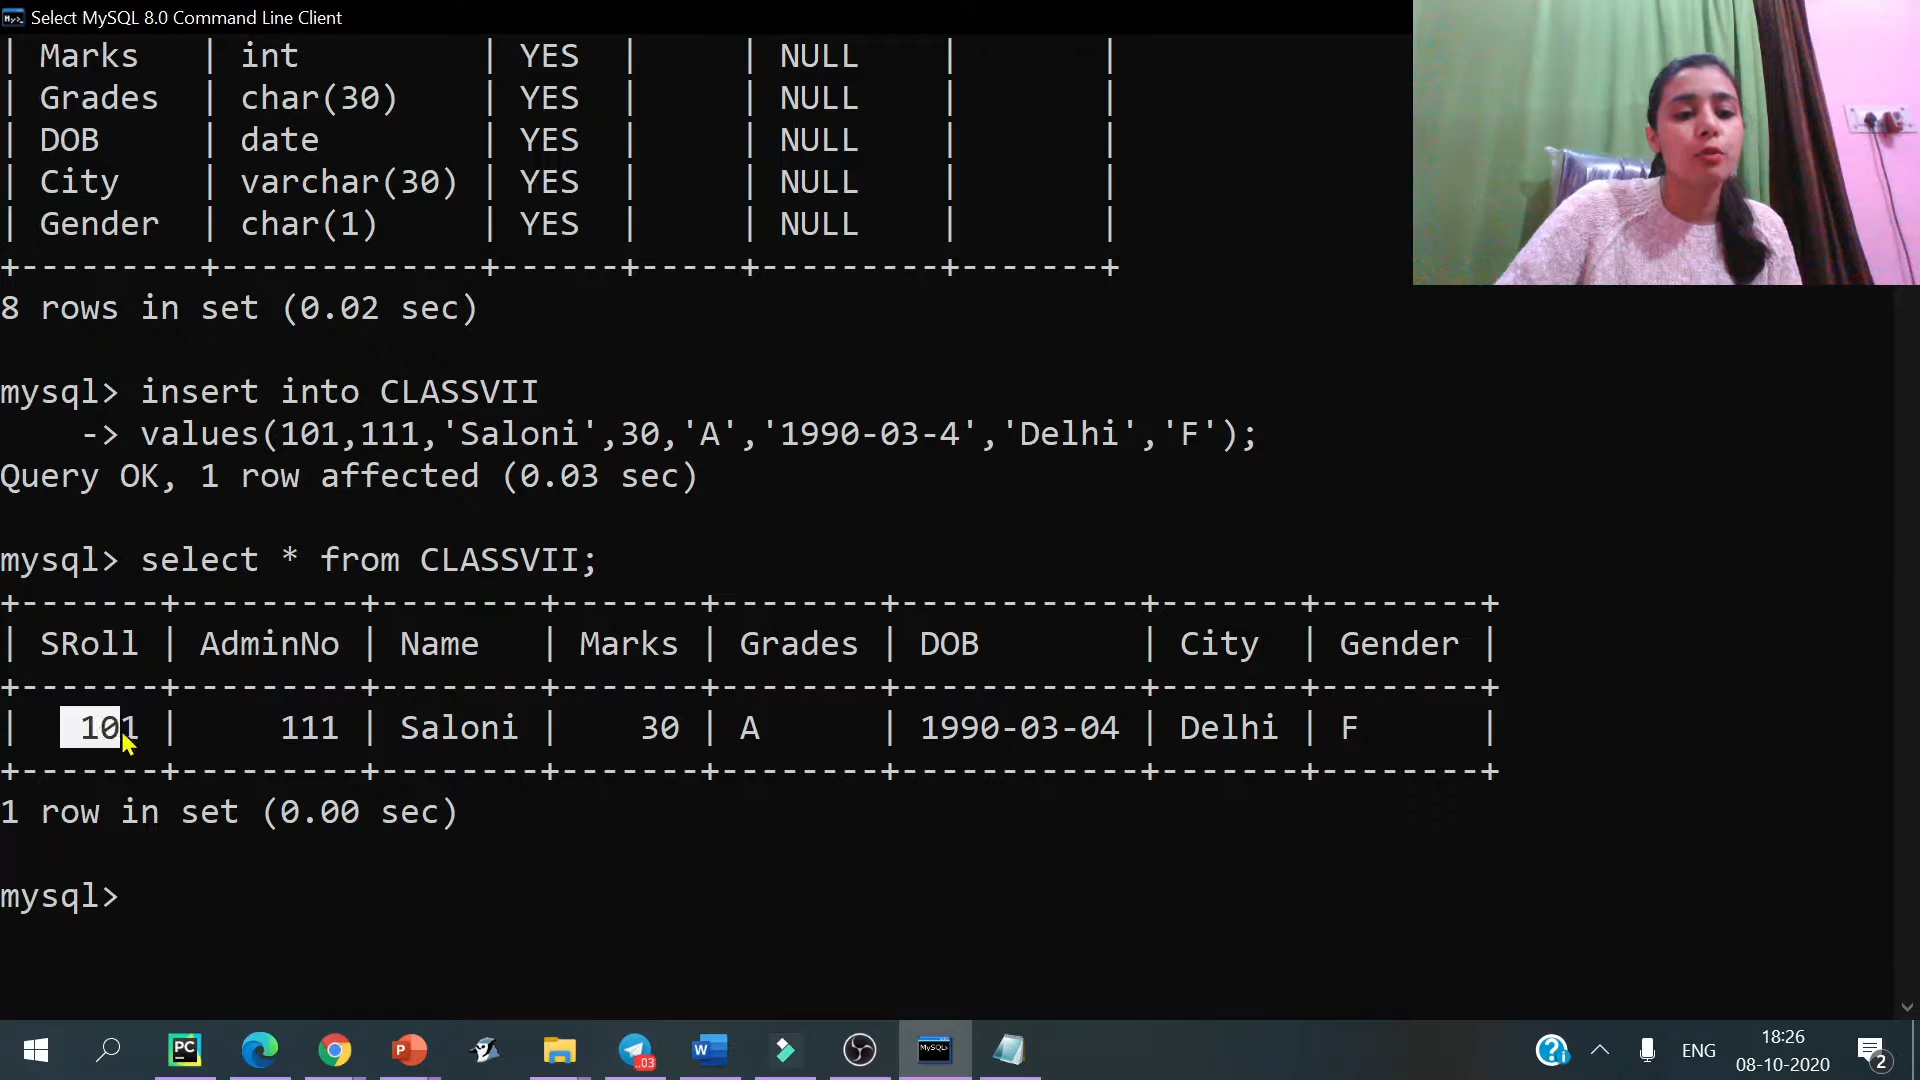 Select MySQL 8.0 Command Line Client
| Marks | int | YES | | NULL | |
| Grades | char(30) | YES | | NULL | |
| DOB | date | YES | | NULL | |
| City | varchar(30) | YES | | NULL | |
| Gender | char(1) | YES | | NULL | |
+---------+-------------+------+-----+---------+-------+
8 rows in set (0.02 sec)
mysql> insert into CLASSVII
-> values(101,111,'Saloni',30,'A','1990-03-4','Delhi','F');
Query OK, 1 row affected (0.03 sec)
mysql> select * from CLASSVII;
+-------+---------+--------+-------+--------+------------+-------+--------+
| SRoll | AdminNo | Name | Marks | Grades | DOB | City | Gender |
+-------+---------+--------+-------+--------+------------+-------+--------+
| 101 | 111 | Saloni | 30 | A | 1990-03-04 | Delhi | F |
+-------+---------+--------+-------+--------+------------+-------+--------+
1 row in set (0.00 sec)
mysql>
PC
P
.03
W
MySQL
?
ENG
18:26
08-10-2020
2